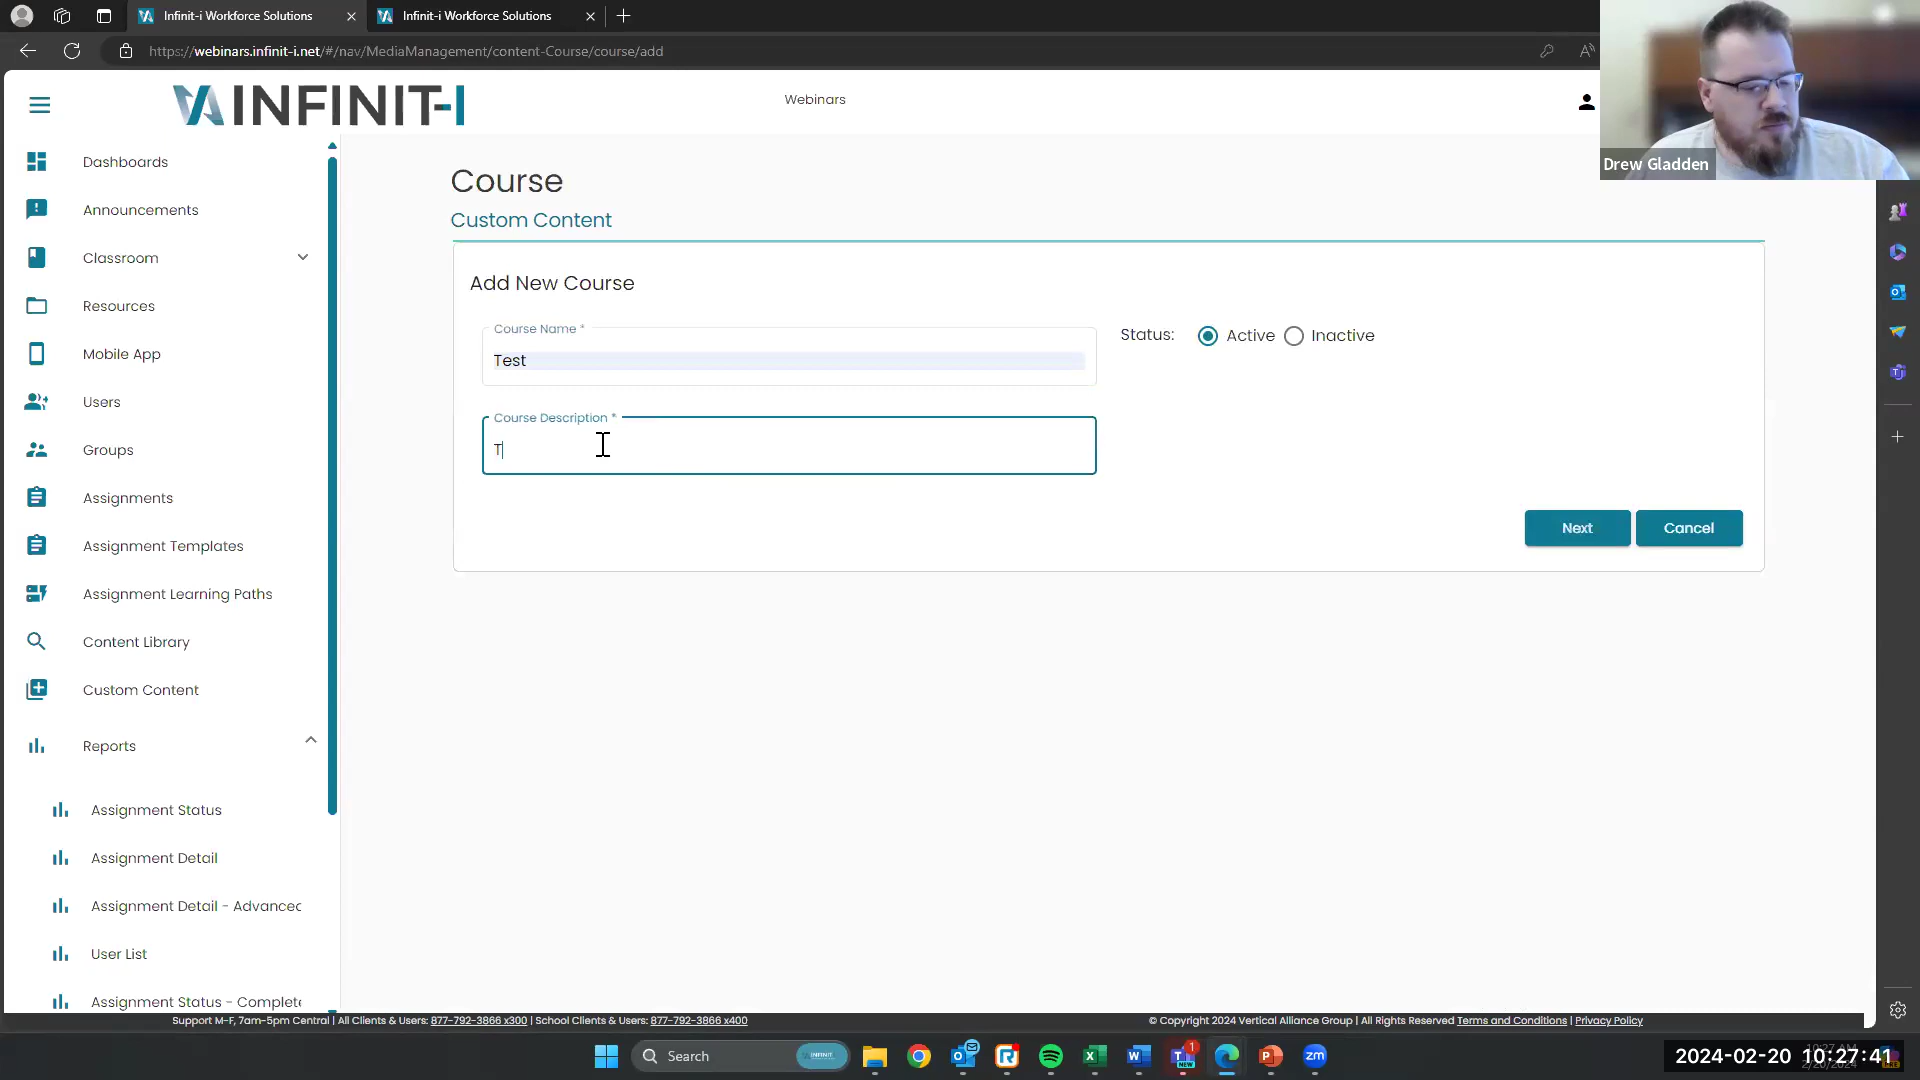 Infinit-i Workforce Solutions
Infinit-i Workforce Solutions
https://webinars.infinit-i.net/#/nav/MediaManagement/content-Course/course/add
INFINIT-I
Webinars
Drew Gladden
Dashboards
Announcements
Classroom
Resources
Mobile App
Users
Groups
Assignments
Assignment Templates
Assignment Learning Paths
Content Library
Custom Content
Reports
Assignment Status
Assignment Detail
Assignment Detail - Advanced
User List
Assignment Status - Complete
Course
Custom Content
Add New Course
Course Name *
Test
Status: Active Inactive
Course Description *
T
Next
Cancel
Support M-F, 7am-5pm Central | All Clients & Users: 877-792-3866 x300 | School Clients & Users: 877-792-3866 x400
© Copyright 2024 Vertical Alliance Group | All Rights Reserved Terms and Conditions | Privacy Policy
Search
2024-02-20 10:27:41